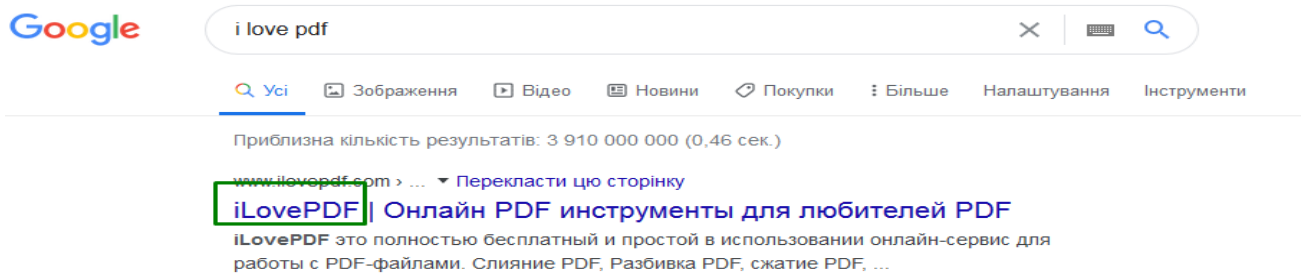 Google
i love pdf
Усі Зображення Відео Новини Покупки Більше Налаштування Інструменти
Приблизна кількість результатів: 3 910 000 000 (0,46 сек.)
www.ilovepdf.com › ... Перекласти цю сторінку
iLovePDF | Онлайн PDF инструменты для любителей PDF
iLovePDF это полностью бесплатный и простой в использовании онлайн-сервис для
работы с PDF-файлами. Слияние PDF, Разбивка PDF, сжатие PDF, ...